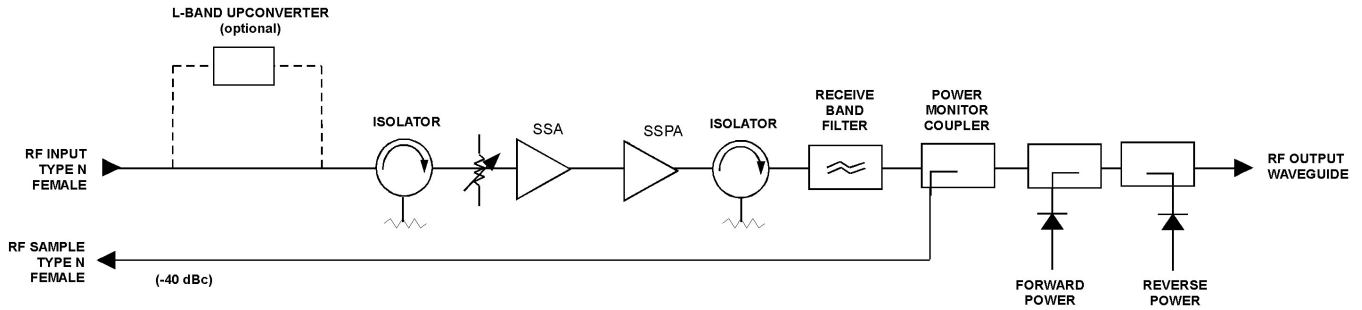 L-BAND UPCONVERTER
(optional)
RF INPUT
TYPE N
FEMALE
ISOLATOR
SSA
SSPA
ISOLATOR
RECEIVE
BAND
FILTER
POWER
MONITOR
COUPLER
RF OUTPUT
WAVEGUIDE
RF SAMPLE
TYPE N
FEMALE
(-40 dBc)
FORWARD
POWER
REVERSE
POWER